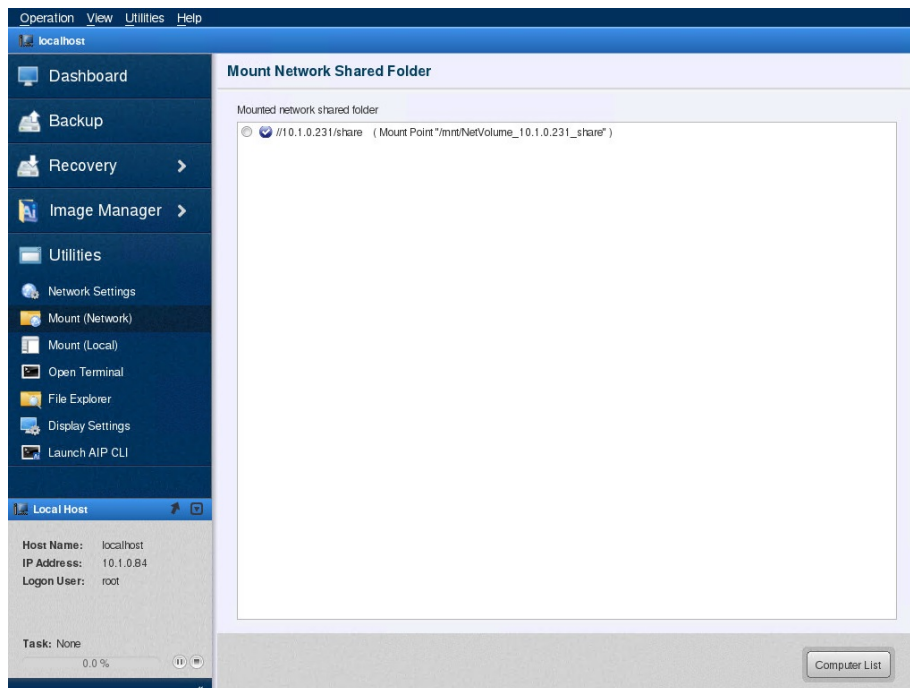 Operation View Utilities Help
localhost
Dashboard
Backup
Recovery
Image Manager
Utilities
Network Settings
Mount (Network)
Mount (Local)
Open Terminal
File Explorer
Display Settings
Launch AIP CLI
Local Host
Host Name: localhost
IP Address: 10.1.0.84
Logon User: root
Task: None
0.0 %
Mount Network Shared Folder
Mounted network shared folder
//10.1.0.231/share ( Mount Point "/mnt/NetVolume_10.1.0.231_share" )
Computer List